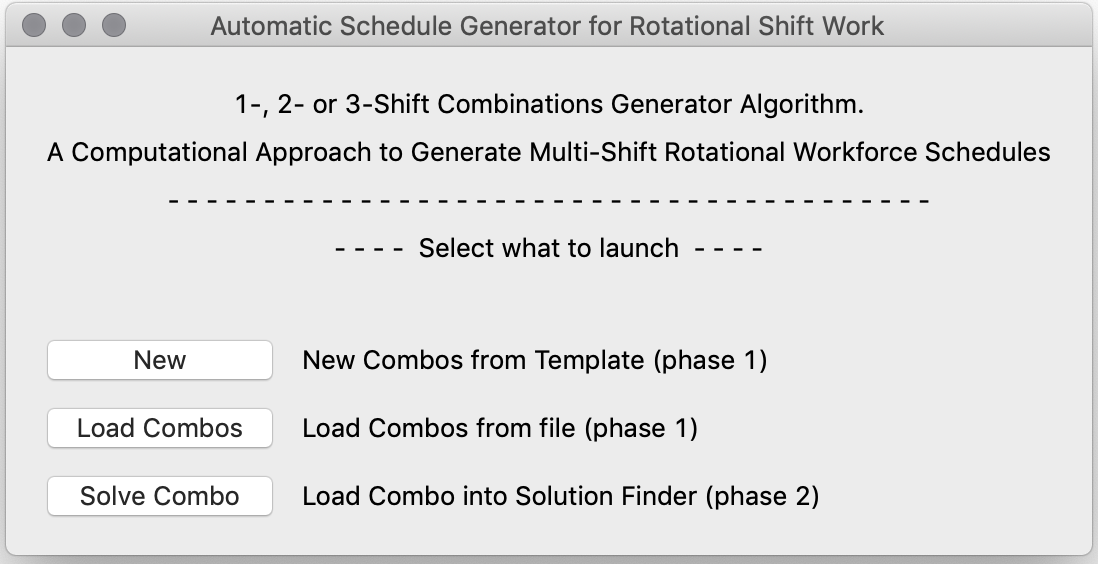 Automatic Schedule Generator for Rotational Shift Work
1-, 2- or 3-Shift Combinations Generator Algorithm.
A Computational Approach to Generate Multi-Shift Rotational Workforce Schedules
- - - - - - - - - - - - - - - - - - - - - - - - - - - - - - - - - - - - - - - -
- - - - Select what to launch - - - -
New New Combos from Template (phase 1)
Load Combos Load Combos from file (phase 1)
Solve Combo Load Combo into Solution Finder (phase 2)